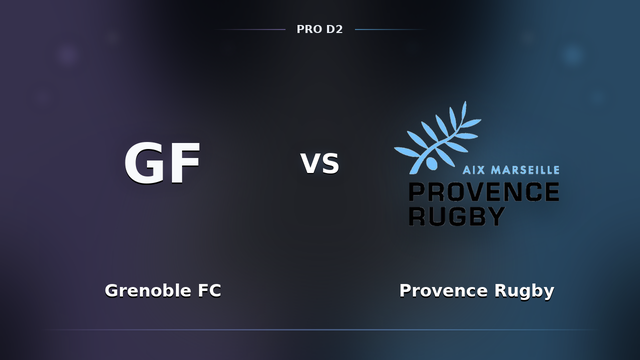 PRO D2
GF
VS
AIX MARSEILLE
PROVENCE
RUGBY
Grenoble FC
Provence Rugby